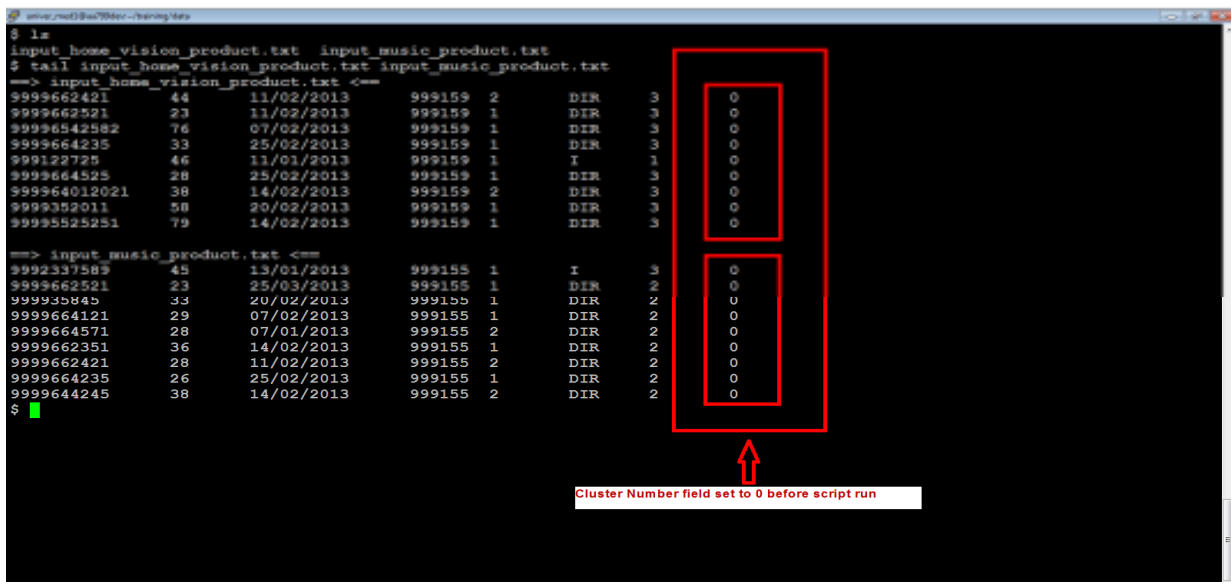 $ ls
input_home_vision_product.txt input_music_product.txt
$ tail input_home_vision_product.txt input_music_product.txt
==> input_home_vision_product.txt <==
9999662421 44 11/02/2013 999159 2 DIR 3 0
9999662521 23 11/02/2013 999159 1 DIR 3 0
99996542582 76 07/02/2013 999159 1 DIR 3 0
9999664235 33 25/02/2013 999159 1 DIR 3 0
999122725 46 11/01/2013 999159 1 I 1 0
9999664525 28 25/02/2013 999159 1 DIR 3 0
999964012021 38 14/02/2013 999159 2 DIR 3 0
9999352011 58 20/02/2013 999159 1 DIR 3 0
99995525251 79 14/02/2013 999159 1 DIR 3 0
==> input_music_product.txt <==
9992337589 45 13/01/2013 999155 1 I 3 0
9999662521 23 25/03/2013 999155 1 DIR 2 0
999935845 33 20/02/2013 999155 1 DIR 2 0
9999664121 29 07/02/2013 999155 1 DIR 2 0
9999664571 28 07/01/2013 999155 2 DIR 2 0
9999662351 36 14/02/2013 999155 1 DIR 2 0
9999662421 28 11/02/2013 999155 2 DIR 2 0
9999664235 26 25/02/2013 999155 1 DIR 2 0
9999644245 38 14/02/2013 999155 2 DIR 2 0
$
Cluster Number field set to 0 before script run